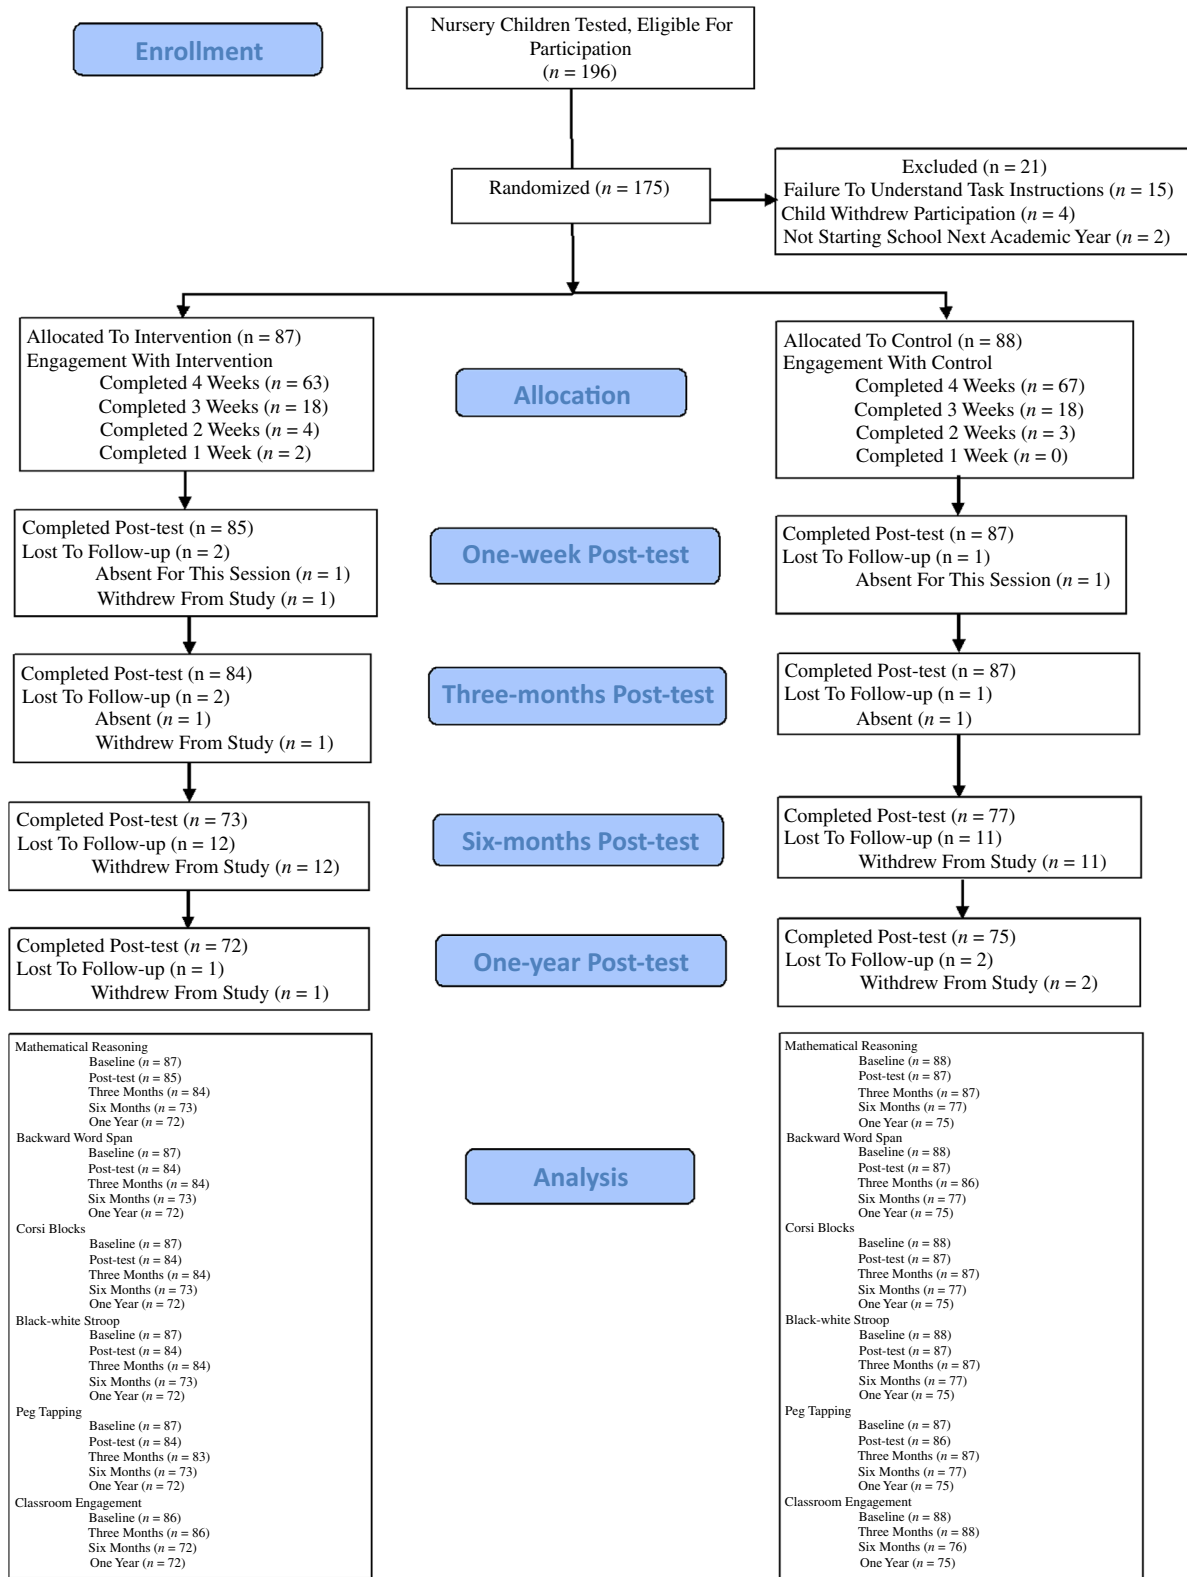 Enrollment
Nursery Children Tested, Eligible For
Participation
(n = 196)
Randomized (n = 175)
Excluded (n = 21)
Failure To Understand Task Instructions (n = 15)
Child Withdrew Participation (n = 4)
Not Starting School Next Academic Year (n = 2)
Allocated To Intervention (n = 87)
Engagement With Intervention
Completed 4 Weeks (n = 63)
Completed 3 Weeks (n = 18)
Completed 2 Weeks (n = 4)
Completed 1 Week (n = 2)
Allocation
Allocated To Control (n = 88)
Engagement With Control
Completed 4 Weeks (n = 67)
Completed 3 Weeks (n = 18)
Completed 2 Weeks (n = 3)
Completed 1 Week (n = 0)
Completed Post-test (n = 85)
Lost To Follow-up (n = 2)
Absent For This Session (n = 1)
Withdrew From Study (n = 1)
One-week Post-test
Completed Post-test (n = 87)
Lost To Follow-up (n = 1)
Absent For This Session (n = 1)
Completed Post-test (n = 84)
Lost To Follow-up (n = 2)
Absent (n = 1)
Withdrew From Study (n = 1)
Three-months Post-test
Completed Post-test (n = 87)
Lost To Follow-up (n = 1)
Absent (n = 1)
Completed Post-test (n = 73)
Lost To Follow-up (n = 12)
Withdrew From Study (n = 12)
Six-months Post-test
Completed Post-test (n = 77)
Lost To Follow-up (n = 11)
Withdrew From Study (n = 11)
Completed Post-test (n = 72)
Lost To Follow-up (n = 1)
Withdrew From Study (n = 1)
One-year Post-test
Completed Post-test (n = 75)
Lost To Follow-up (n = 2)
Withdrew From Study (n = 2)
Mathematical Reasoning
Baseline (n = 87)
Post-test (n = 85)
Three Months (n = 84)
Six Months (n = 73)
One Year (n = 72)
Backward Word Span
Baseline (n = 87)
Post-test (n = 84)
Three Months (n = 84)
Six Months (n = 73)
One Year (n = 72)
Corsi Blocks
Baseline (n = 87)
Post-test (n = 84)
Three Months (n = 84)
Six Months (n = 73)
One Year (n = 72)
Black-white Stroop
Baseline (n = 87)
Post-test (n = 84)
Three Months (n = 84)
Six Months (n = 73)
One Year (n = 72)
Peg Tapping
Baseline (n = 87)
Post-test (n = 84)
Three Months (n = 83)
Six Months (n = 73)
One Year (n = 72)
Classroom Engagement
Baseline (n = 86)
Three Months (n = 86)
Six Months (n = 72)
One Year (n = 72)
Analysis
Mathematical Reasoning
Baseline (n = 88)
Post-test (n = 87)
Three Months (n = 87)
Six Months (n = 77)
One Year (n = 75)
Backward Word Span
Baseline (n = 88)
Post-test (n = 87)
Three Months (n = 86)
Six Months (n = 77)
One Year (n = 75)
Corsi Blocks
Baseline (n = 88)
Post-test (n = 87)
Three Months (n = 87)
Six Months (n = 77)
One Year (n = 75)
Black-white Stroop
Baseline (n = 88)
Post-test (n = 87)
Three Months (n = 87)
Six Months (n = 77)
One Year (n = 75)
Peg Tapping
Baseline (n = 87)
Post-test (n = 86)
Three Months (n = 87)
Six Months (n = 77)
One Year (n = 75)
Classroom Engagement
Baseline (n = 88)
Three Months (n = 88)
Six Months (n = 76)
One Year (n = 75)